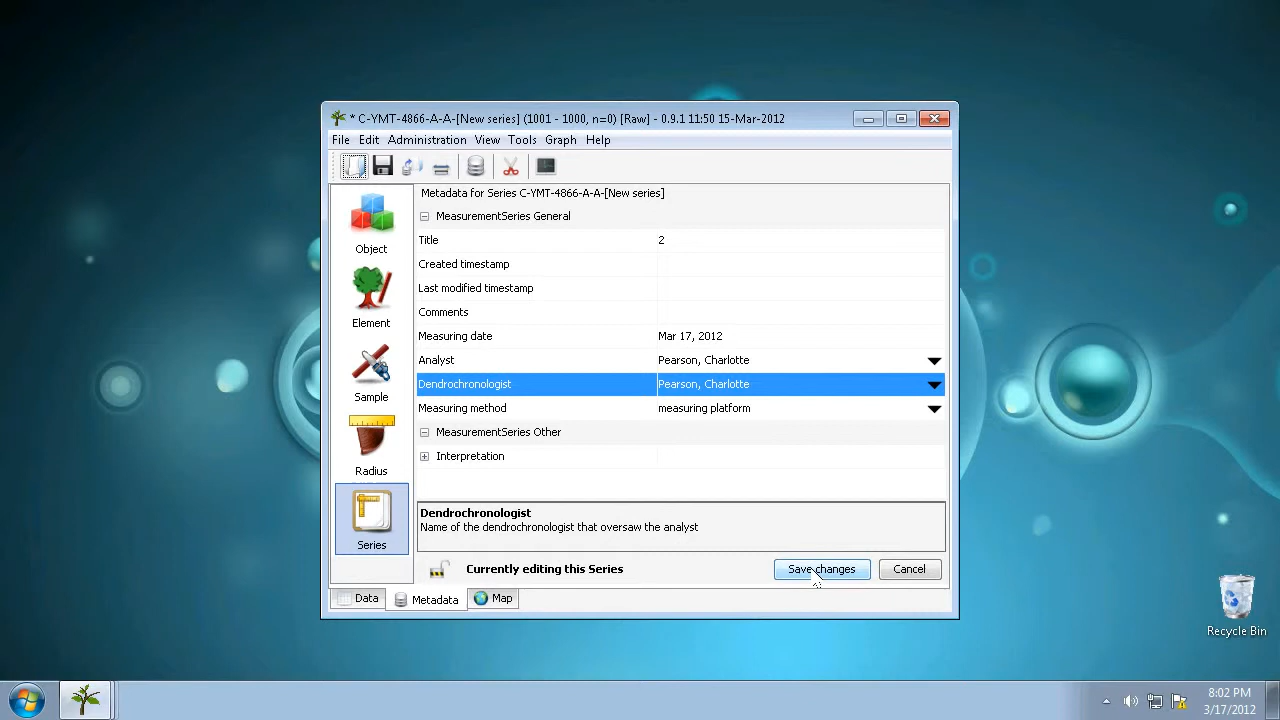 * C-YMT-4866-A-A-[New series] (1001 - 1000, n=0) [Raw] - 0.9.1 11:50 15-Mar-2012
File Edit Administration View Tools Graph Help
Metadata for Series C-YMT-4866-A-A-[New series]
MeasurementSeries General
Title 2
Created timestamp
Last modified timestamp
Comments
Measuring date Mar 17, 2012
Analyst Pearson, Charlotte
Dendrochronologist Pearson, Charlotte
Measuring method measuring platform
MeasurementSeries Other
Interpretation
Object
Element
Sample
Radius
Series
Dendrochronologist
Name of the dendrochronologist that oversaw the analyst
Currently editing this Series Save changes Cancel
Data Metadata Map
Recycle Bin
8:02 PM
3/17/2012